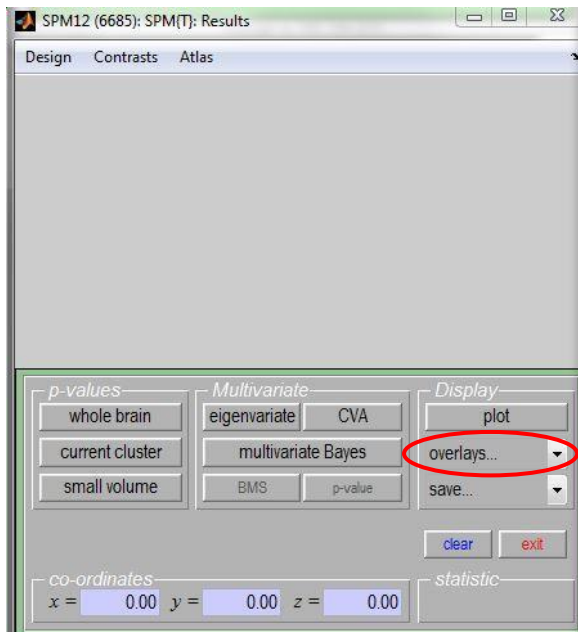 SPM12 (6685): SPM{T}: Results
Design Contrasts Atlas
p-values Multivariate Display
whole brain eigenvariate CVA plot
current cluster multivariate Bayes overlays...
small volume BMS p-value save...
clear exit
co-ordinates statistic
x = 0.00 y = 0.00 z = 0.00